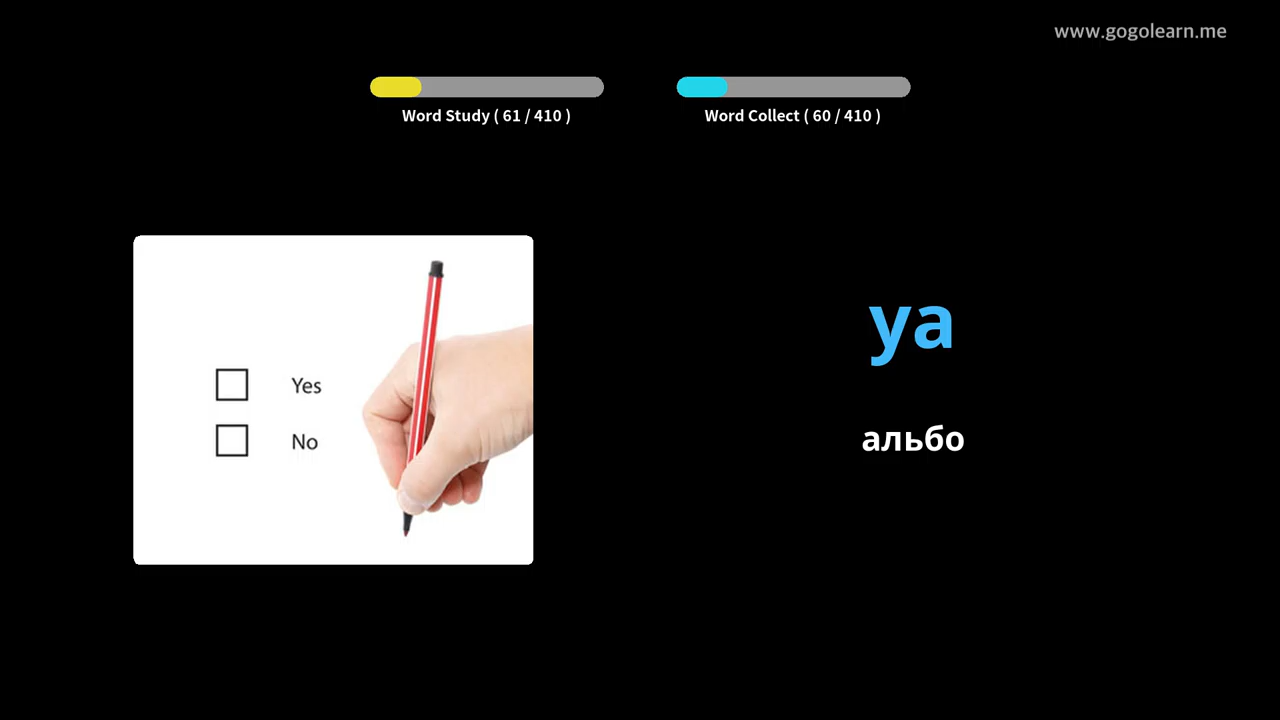 www.gogolearn.me
Word Study ( 61 / 410 )
Word Collect ( 60 / 410 )
Yes
No
ya
альбо